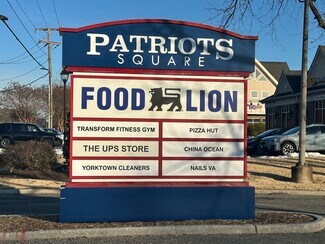 PATRIOTS
SQUARE
FOOD LION
TRANSFORM FITNESS GYM PIZZA HUT
THE UPS STORE CHINA OCEAN
YORKTOWN CLEANERS NAILS VA